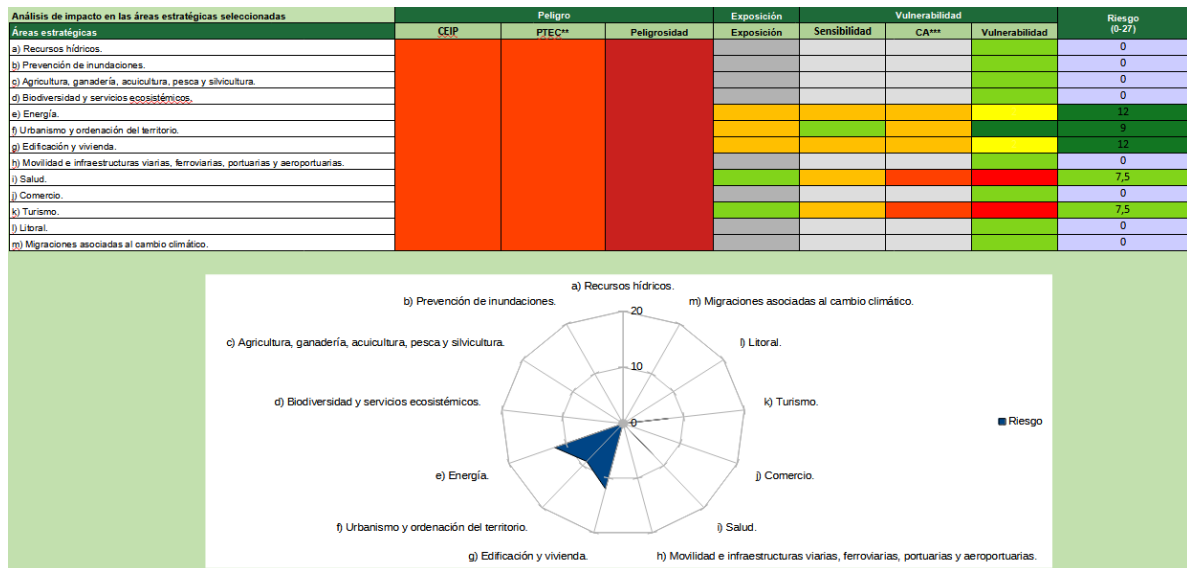 Análisis de impacto en las áreas estratégicas seleccionadas Peligro Exposición Vulnerabilidad Riesgo (0-27)
Áreas estratégicas CEIP PTEC** Peligrosidad Exposición Sensibilidad CA*** Vulnerabilidad
a) Recursos hídricos. 0
b) Prevención de inundaciones. 0
c) Agricultura, ganadería, acuicultura, pesca y silvicultura. 0
d) Biodiversidad y servicios ecosistémicos. 0
e) Energía. 12
f) Urbanismo y ordenación del territorio. 9
g) Edificación y vivienda. 12
h) Movilidad e infraestructuras viarias, ferroviarias, portuarias y aeroportuarias. 0
i) Salud. 7,5
j) Comercio. 0
k) Turismo. 7,5
l) Litoral. 0
m) Migraciones asociadas al cambio climático. 0
a) Recursos hídricos.
b) Prevención de inundaciones.
m) Migraciones asociadas al cambio climático.
20
c) Agricultura, ganadería, acuicultura, pesca y silvicultura.
l) Litoral.
10
d) Biodiversidad y servicios ecosistémicos.
k) Turismo.
0
Riesgo
e) Energía.
j) Comercio.
f) Urbanismo y ordenación del territorio.
i) Salud.
g) Edificación y vivienda.
h) Movilidad e infraestructuras viarias, ferroviarias, portuarias y aeroportuarias.